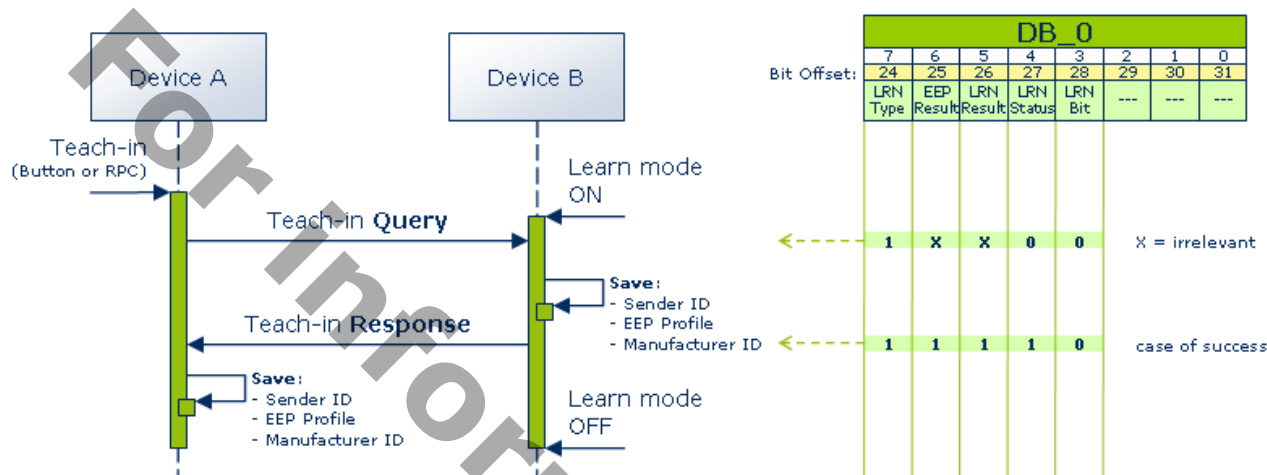 Device A
Device B
Teach-in
(Button or RPC)
Learn mode
ON
Teach-in Query
Save:
- Sender ID
- EEP Profile
- Manufacturer ID
Teach-in Response
Save:
- Sender ID
- EEP Profile
- Manufacturer ID
Learn mode
OFF
DB_0
7 6 5 4 3 2 1 0
Bit Offset: 24 25 26 27 28 29 30 31
LRN EEP LRN LRN LRN
Type Result Result Status Bit --- --- ---
1 X X 0 0 X = irrelevant
1 1 1 1 0 case of success
For infor